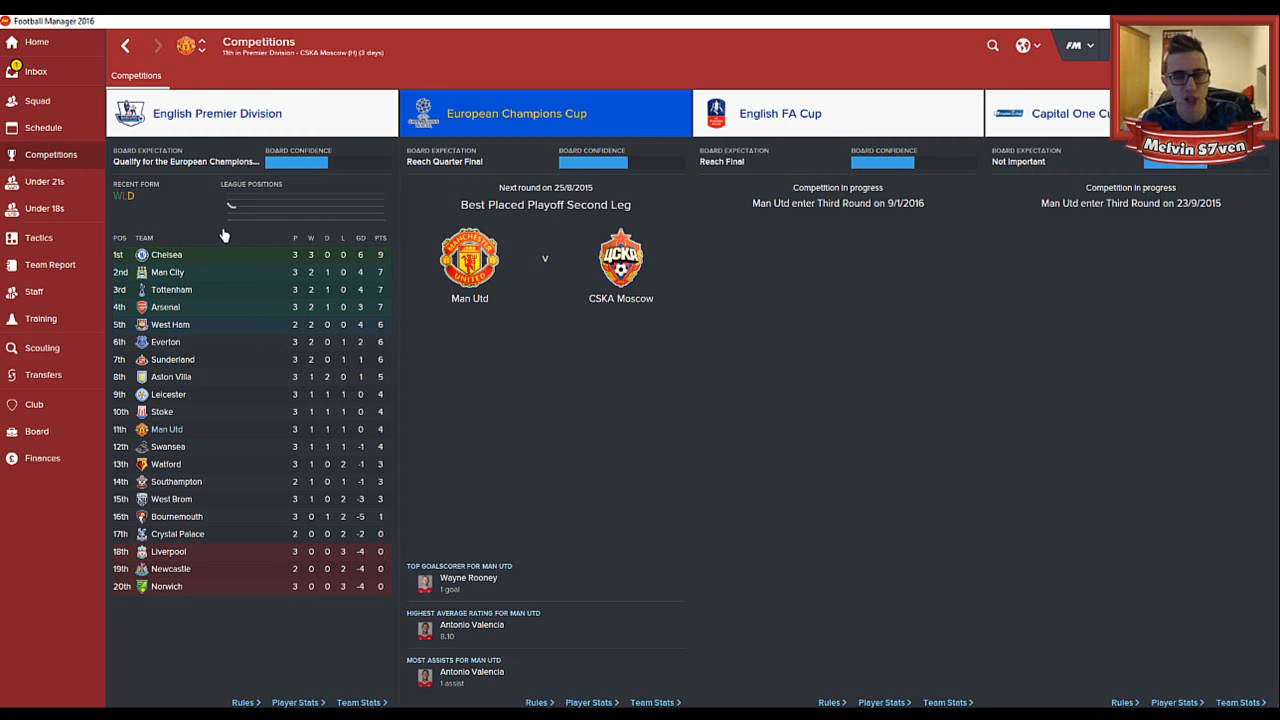 Football Manager 2016
Home
Inbox
1
Squad
Schedule
Competitions
Under 21s
Under 18s
Tactics
Team Report
Staff
Training
Scouting
Transfers
Club
Board
Finances
Competitions
11th in Premier Division - CSKA Moscow (H) (3 days)
FM
Competitions
Melvin S7ven
English Premier Division
BOARD EXPECTATION
BOARD CONFIDENCE
Qualify for the European Champions...
RECENT FORM
LEAGUE POSITIONS
W L D
POS TEAM P W D L GD PTS
1st Chelsea 3 3 0 0 6 9
2nd Man City 3 2 1 0 4 7
3rd Tottenham 3 2 1 0 4 7
4th Arsenal 3 2 1 0 3 7
5th West Ham 2 2 0 0 4 6
6th Everton 3 2 0 1 2 6
7th Sunderland 3 2 0 1 1 6
8th Aston Villa 3 1 2 0 1 5
9th Leicester 3 1 1 1 0 4
10th Stoke 3 1 1 1 0 4
11th Man Utd 3 1 1 1 0 4
12th Swansea 3 1 1 1 -1 4
13th Watford 3 1 0 2 -1 3
14th Southampton 2 1 0 1 -1 3
15th West Brom 3 1 0 2 -3 3
16th Bournemouth 3 0 1 2 -5 1
17th Crystal Palace 2 0 0 2 -2 0
18th Liverpool 3 0 0 3 -4 0
19th Newcastle 2 0 0 2 -4 0
20th Norwich 3 0 0 3 -4 0
Rules > Player Stats > Team Stats >
European Champions Cup
BOARD EXPECTATION
BOARD CONFIDENCE
Reach Quarter Final
Next round on 25/8/2015
Best Placed Playoff Second Leg
v
Man Utd
CSKA Moscow
TOP GOALSCORER FOR MAN UTD
Wayne Rooney
1 goal
HIGHEST AVERAGE RATING FOR MAN UTD
Antonio Valencia
8.10
MOST ASSISTS FOR MAN UTD
Antonio Valencia
1 assist
Rules > Player Stats > Team Stats >
English FA Cup
BOARD EXPECTATION
BOARD CONFIDENCE
Reach Final
Competition in progress
Man Utd enter Third Round on 9/1/2016
Rules > Player Stats > Team Stats >
Capital One Cu
BOARD EXPECTATION
Not Important
Competition in progress
Man Utd enter Third Round on 23/9/2015
Rules > Player Stats > Team Stats >